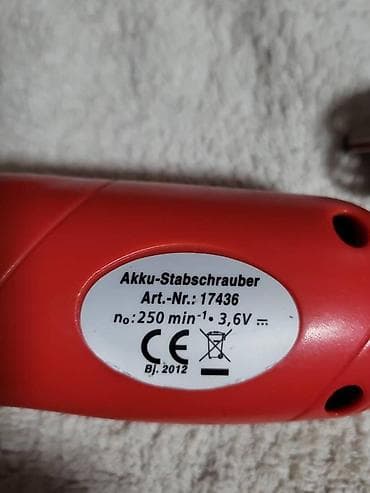 Akku-Stabschrauber
Art.-Nr.: 17436
n₀: 250 min⁻¹ • 3,6V ⎓
CE
Bj. 2012